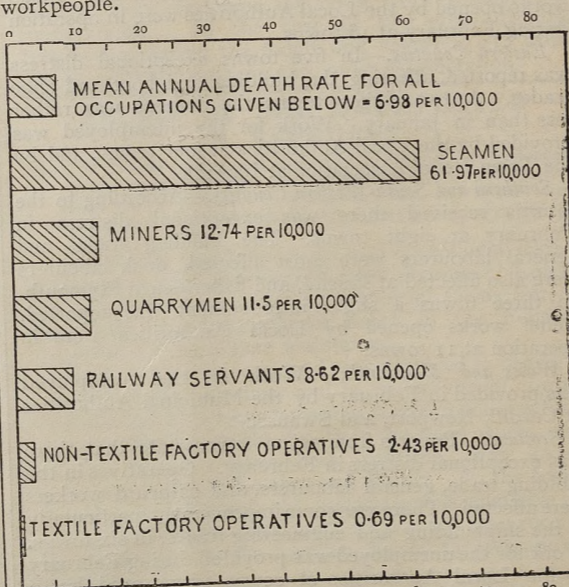 workpeople.
0 10 20 30 40 50 60 70 80
MEAN ANNUAL DEATH RATE FOR ALL
OCCUPATIONS GIVEN BELOW = 6·98 PER 10,000
SEAMEN
61·97 PER 10,000
MINERS 12·74 PER 10,000
QUARRYMEN 11·5 PER 10,000
RAILWAY SERVANTS 8·62 PER 10,000
NON-TEXTILE FACTORY OPERATIVES 2·43 PER 10,000
TEXTILE FACTORY OPERATIVES 0·69 PER 10,000